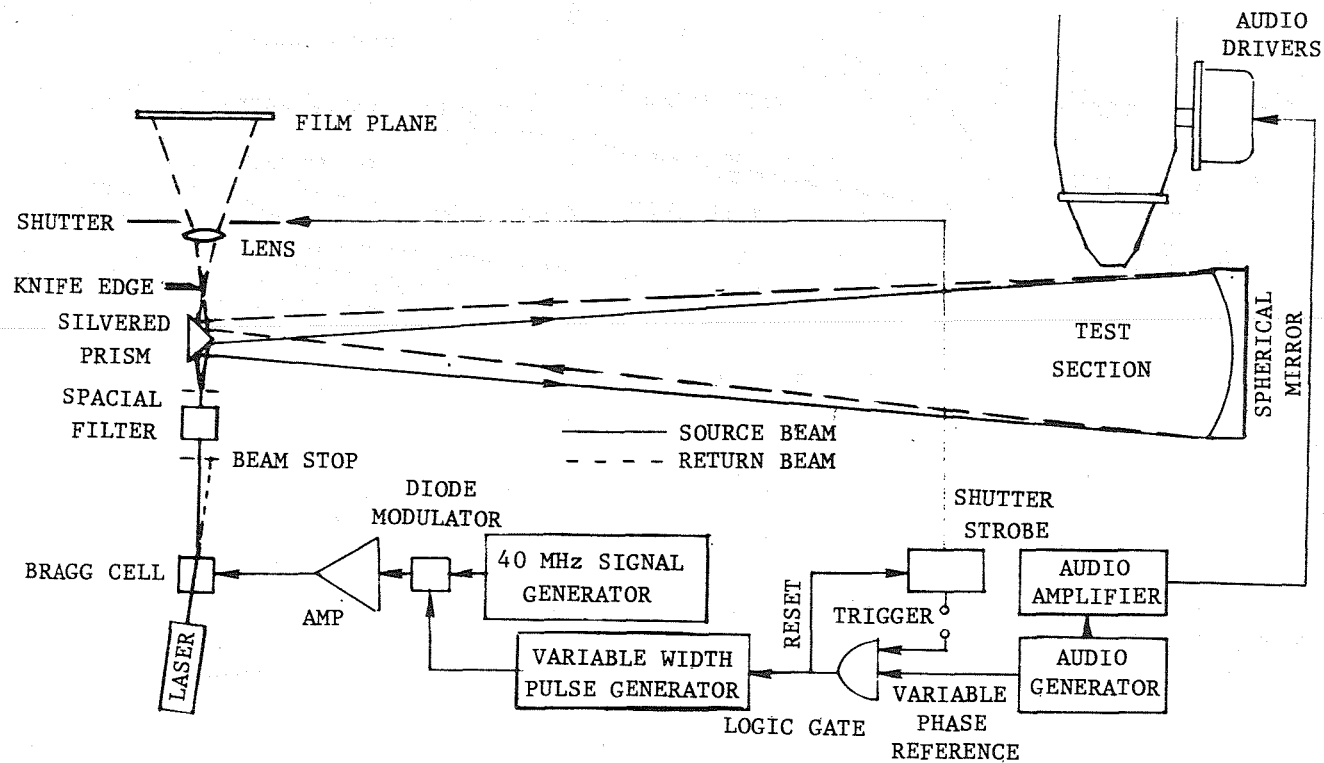 AUDIO
DRIVERS
FILM PLANE
SHUTTER
LENS
KNIFE EDGE
SILVERED
PRISM
TEST
SECTION
SPHERICAL
MIRROR
SPACIAL
FILTER
SOURCE BEAM
RETURN BEAM
BEAM STOP
DIODE
MODULATOR
SHUTTER
STROBE
BRAGG CELL
AMP
40 MHz SIGNAL
GENERATOR
RESET
TRIGGER
AUDIO
AMPLIFIER
LASER
VARIABLE WIDTH
PULSE GENERATOR
LOGIC GATE
VARIABLE
PHASE
REFERENCE
AUDIO
GENERATOR